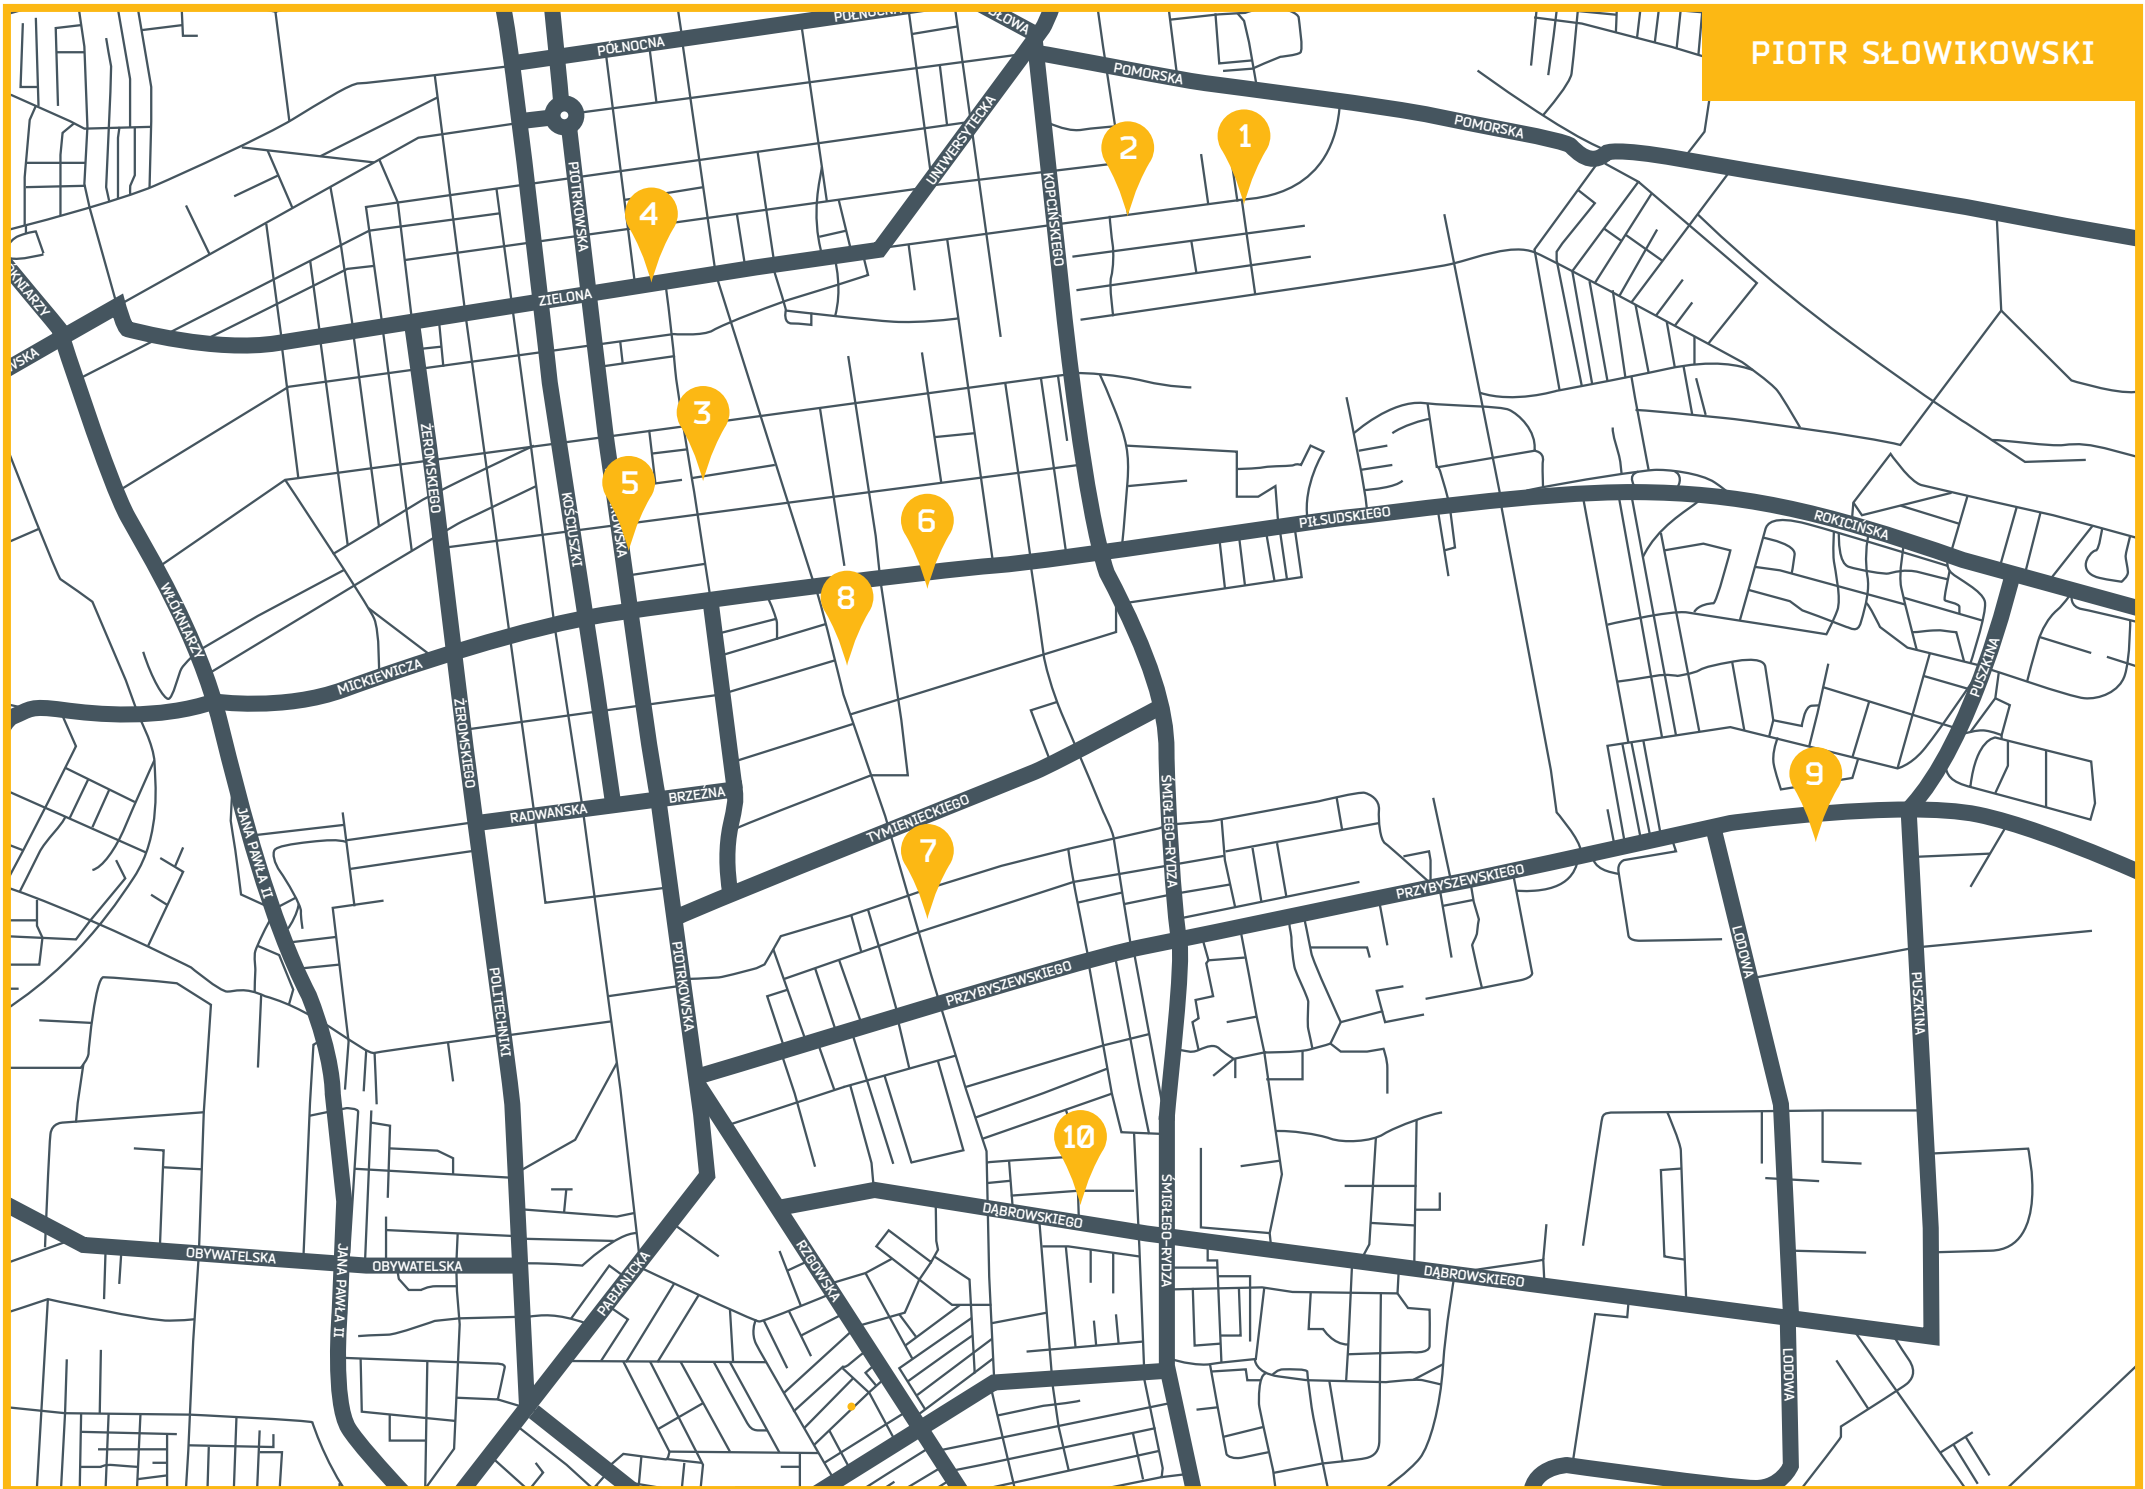 PÓŁNOCNA
PIOTR SŁOWIKOWSKI
PÓŁNOCNA
POMORSKA
POMORSKA
UNIWERSYTECKA
PIOTRKOWSKA
KOPCIŃSKIEGO
1
2
4
ZIELONA
3
5
6
8
ŻEROMSKIEGO
KOŚCIUSZKI
PIŁSUDSKIEGO
ROKICIŃSKA
WŁÓKNIARZY
MICKIEWICZA
PUSZKINA
ŻEROMSKIEGO
RADWAŃSKA
BRZEŹNA
TYMIENIECKIEGO
ŚMIGŁEGO-RYDZA
9
7
JANA PAWŁA II
PRZYBYSZEWSKIEGO
PRZYBYSZEWSKIEGO
LODOWA
PUSZKINA
PIOTRKOWSKA
POLITECHNIKI
10
DĄBROWSKIEGO
ŚMIGŁEGO-RYDZA
OBYWATELSKA
OBYWATELSKA
JANA PAWŁA II
PABIANICKA
RZGOWSKA
DĄBROWSKIEGO
LODOWA